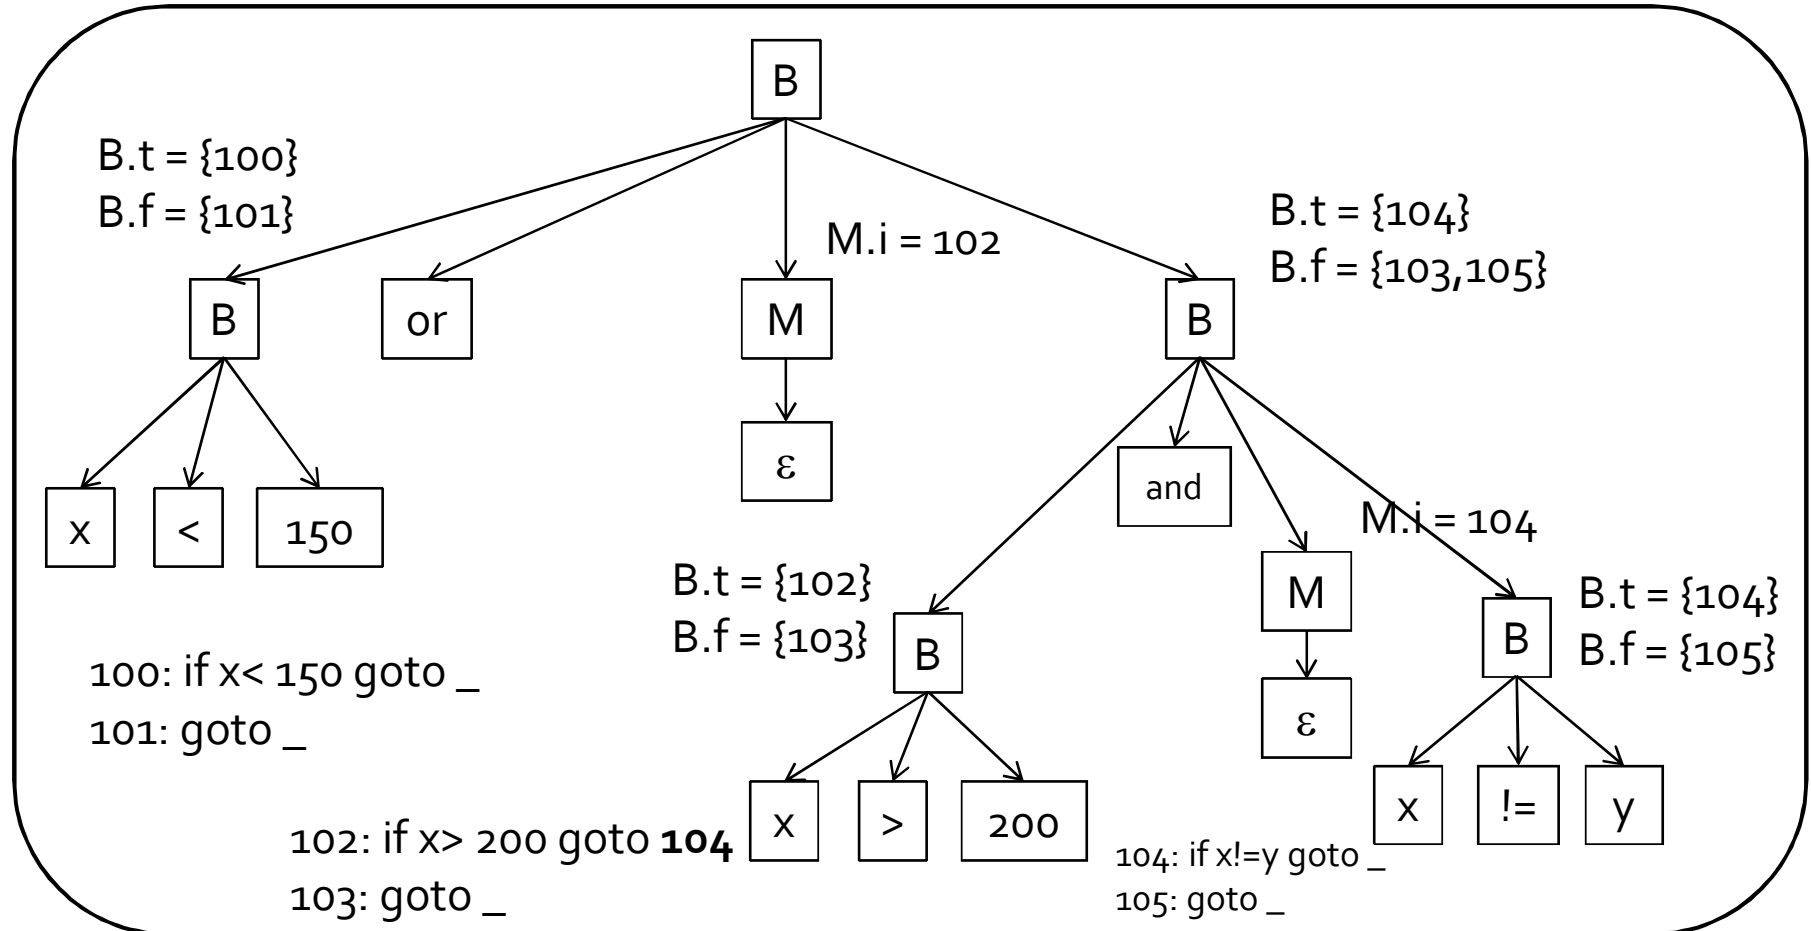 B
B.t = {100}
B.f = {101}
M.i = 102
B.t = {104}
B.f = {103,105}
B
or
M
B
ε
and
x
<
150
M.i = 104
B.t = {102}
B.f = {103}
B
M
B
B.t = {104}
B.f = {105}
ε
100: if x< 150 goto _
101: goto _
x
>
200
x
!=
y
102: if x> 200 goto 104
103: goto _
104: if x!=y goto _
105: goto _